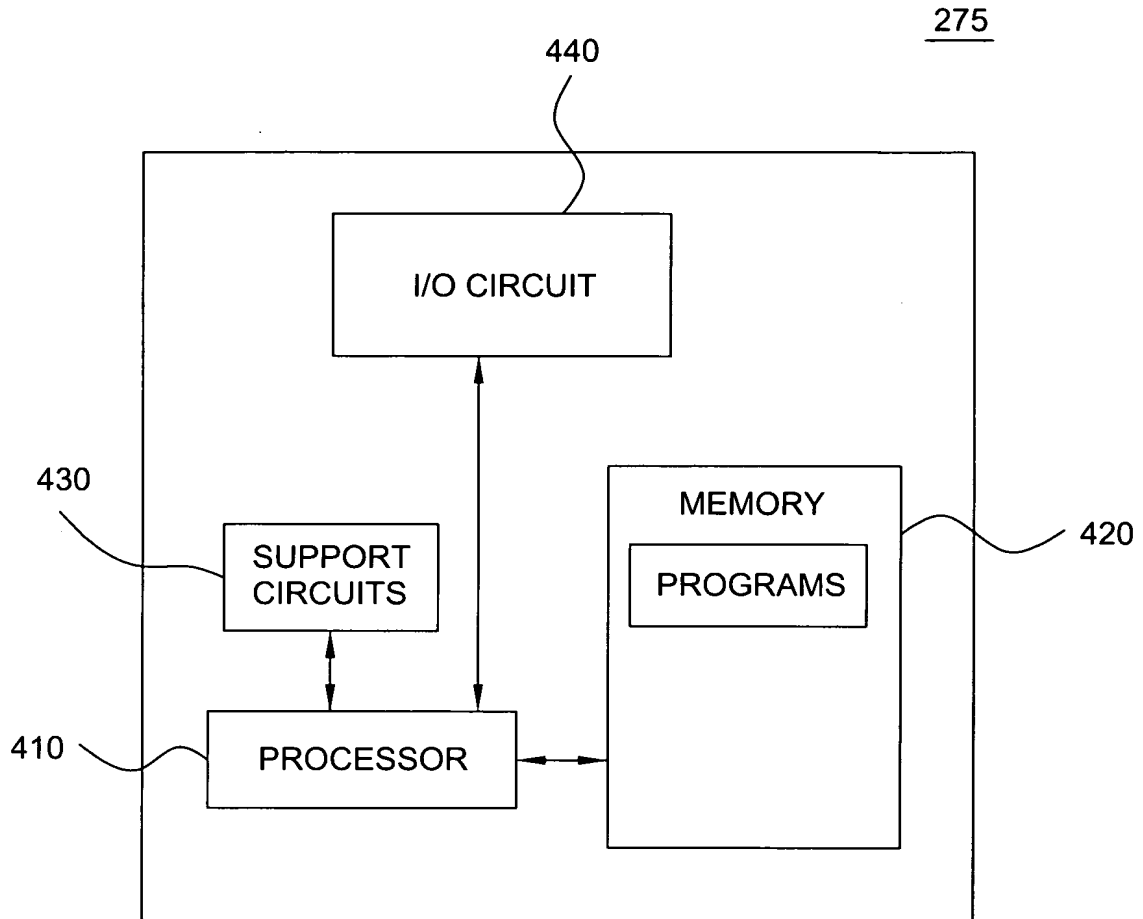 275
440
I/O CIRCUIT
430
MEMORY
420
SUPPORT
CIRCUITS
PROGRAMS
410
PROCESSOR